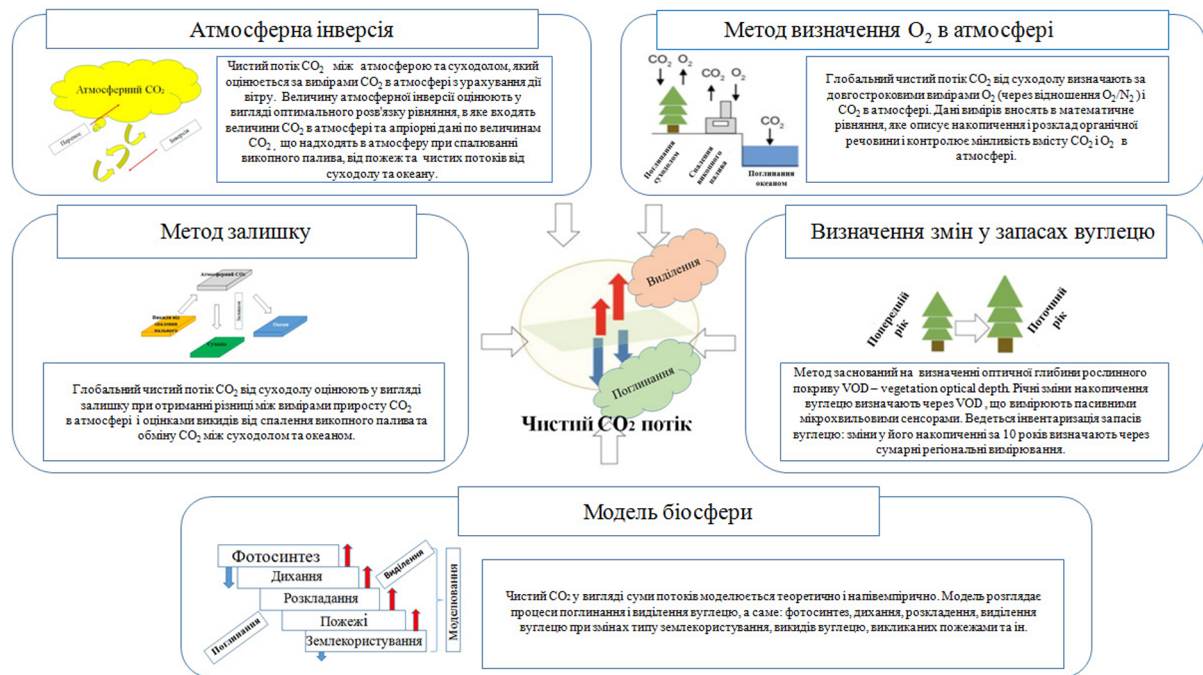 Атмосферна інверсія
Атмосферний CO₂
Перенос
Інверсія
Чистий потік CO₂ між атмосферою та суходолом, який
оцінюється за вимірами CO₂ в атмосфері з урахування дії
вітру. Величину атмосферної інверсії оцінюють у
вигляді оптимального розв'язку рівняння, в яке входять
величини CO₂ в атмосфері та апріорні дані по величинам
CO₂ , що надходять в атмосферу при спалюванні
викопного палива, від пожеж та чистих потоків від
суходолу та океану.
Метод визначення O₂ в атмосфері
CO₂ O₂ CO₂ O₂
CO₂
Поглинання
суходолом
Спалення
викопного
палива
Поглинання
океаном
Глобальний чистий потік CO₂ від суходолу визначають за
довгостроковими вимірами O₂ (через відношення O₂/N₂ ) і
CO₂ в атмосфері. Дані вимірів вносять в математичне
рівняння, яке описує накопичення і розклад органічної
речовини і контролює мінливість вмісту CO₂ і O₂ в
атмосфері.
Метод залишку
Атмосферний CO₂
Викиди від
спалення
пального
Залишок
Океан
Суходіл
Глобальний чистий потік CO₂ від суходолу оцінюють у вигляді
залишку при отриманні різниці між вимірами приросту CO₂
в атмосфері і оцінками викидів від спалення викопного палива та
обміну CO₂ між суходолом та океаном.
Виділення
Поглинання
Чистий CO₂ потік
Визначення змін у запасах вуглецю
Попередній
рік
Поточний
рік
Метод заснований на визначенні оптичної глибини рослинного
покриву VOD – vegetation optical depth. Річні зміни накопичення
вуглецю визначають через VOD , що вимірюють пасивними
мікрохвильовими сенсорами. Ведеться інвентаризація запасів
вуглецю: зміни у його накопиченні за 10 років визначають через
сумарні регіональні вимірювання.
Модель біосфери
Фотосинтез
Дихання
Розкладання
Пожежі
Землекористування
Виділення
Поглинання
Моделювання
Чистий CO₂ у вигляді суми потоків моделюється теоретично і напівемпірично. Модель розглядає
процеси поглинання і виділення вуглецю, а саме: фотосинтез, дихання, розкладення, виділення
вуглецю при змінах типу землекористування, викидів вуглецю, викликаних пожежами та ін.